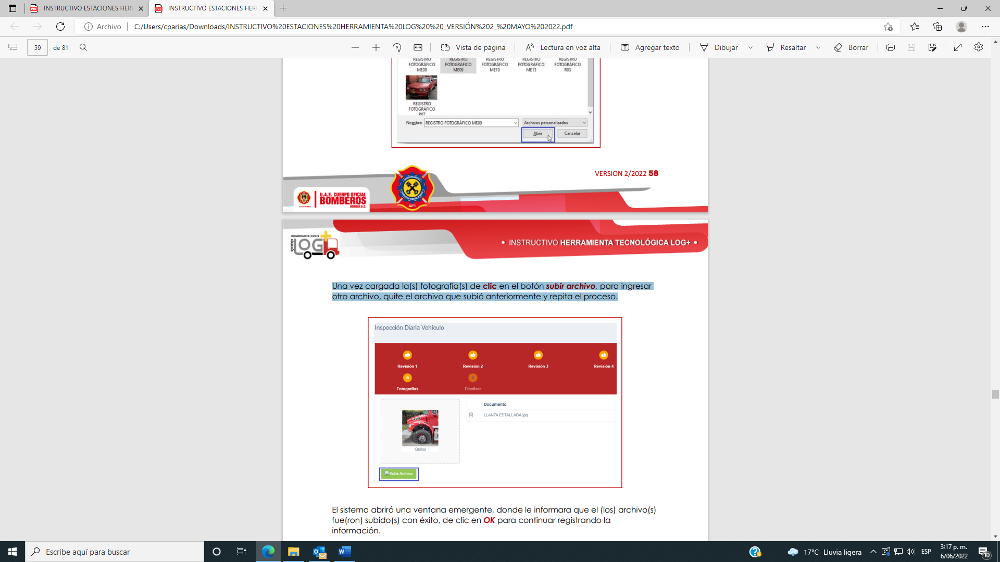 INSTRUCTIVO ESTACIONES HERR
INSTRUCTIVO ESTACIONES HERR
Archivo
C:/Users/cparias/Downloads/INSTRUCTIVO%20ESTACIONES%20HERRAMIENTA%20LOG%20%20_VERSIÓN%202_%20MAYO%202022.pdf
59 de 81
Vista de página
Lectura en voz alta
Agregar texto
Dibujar
Resaltar
Borrar
REGISTRO FOTOGRÁFICO ME08
REGISTRO FOTOGRÁFICO ME09
REGISTRO FOTOGRÁFICO ME10
REGISTRO FOTOGRÁFICO ME13
REGISTRO FOTOGRÁFICO R03
REGISTRO
FOTOGRÁFICO
R07
Nombre: REGISTRO FOTOGRÁFICO ME09
Archivos personalizados
Abrir
Cancelar
VERSION 2/2022 58
U.A.E. CUERPO OFICIAL
BOMBEROS
BOGOTÁ D.C.
HERRAMIENTA MESA LOGÍSTICA
LOG
• INSTRUCTIVO HERRAMIENTA TECNOLÓGICA LOG+ •
Una vez cargada la(s) fotografía(s) de clic en el botón subir archivo, para ingresar
otro archivo, quite el archivo que subió anteriormente y repita el proceso.
Inspección Diaria Vehículo
Revisión 1
Revisión 2
Revisión 3
Revisión 4
5
6
Fotografías
Finalizar
Documento
LLANTA ESTALLADA.jpg
Quitar
Subir Archivo
El sistema abrirá una ventana emergente, donde le informara que el (los) archivo(s)
fue(ron) subido(s) con éxito, de clic en OK para continuar registrando la
información.
Escribe aquí para buscar
17°C Lluvia ligera
ESP
3:17 p. m.
6/06/2022
10